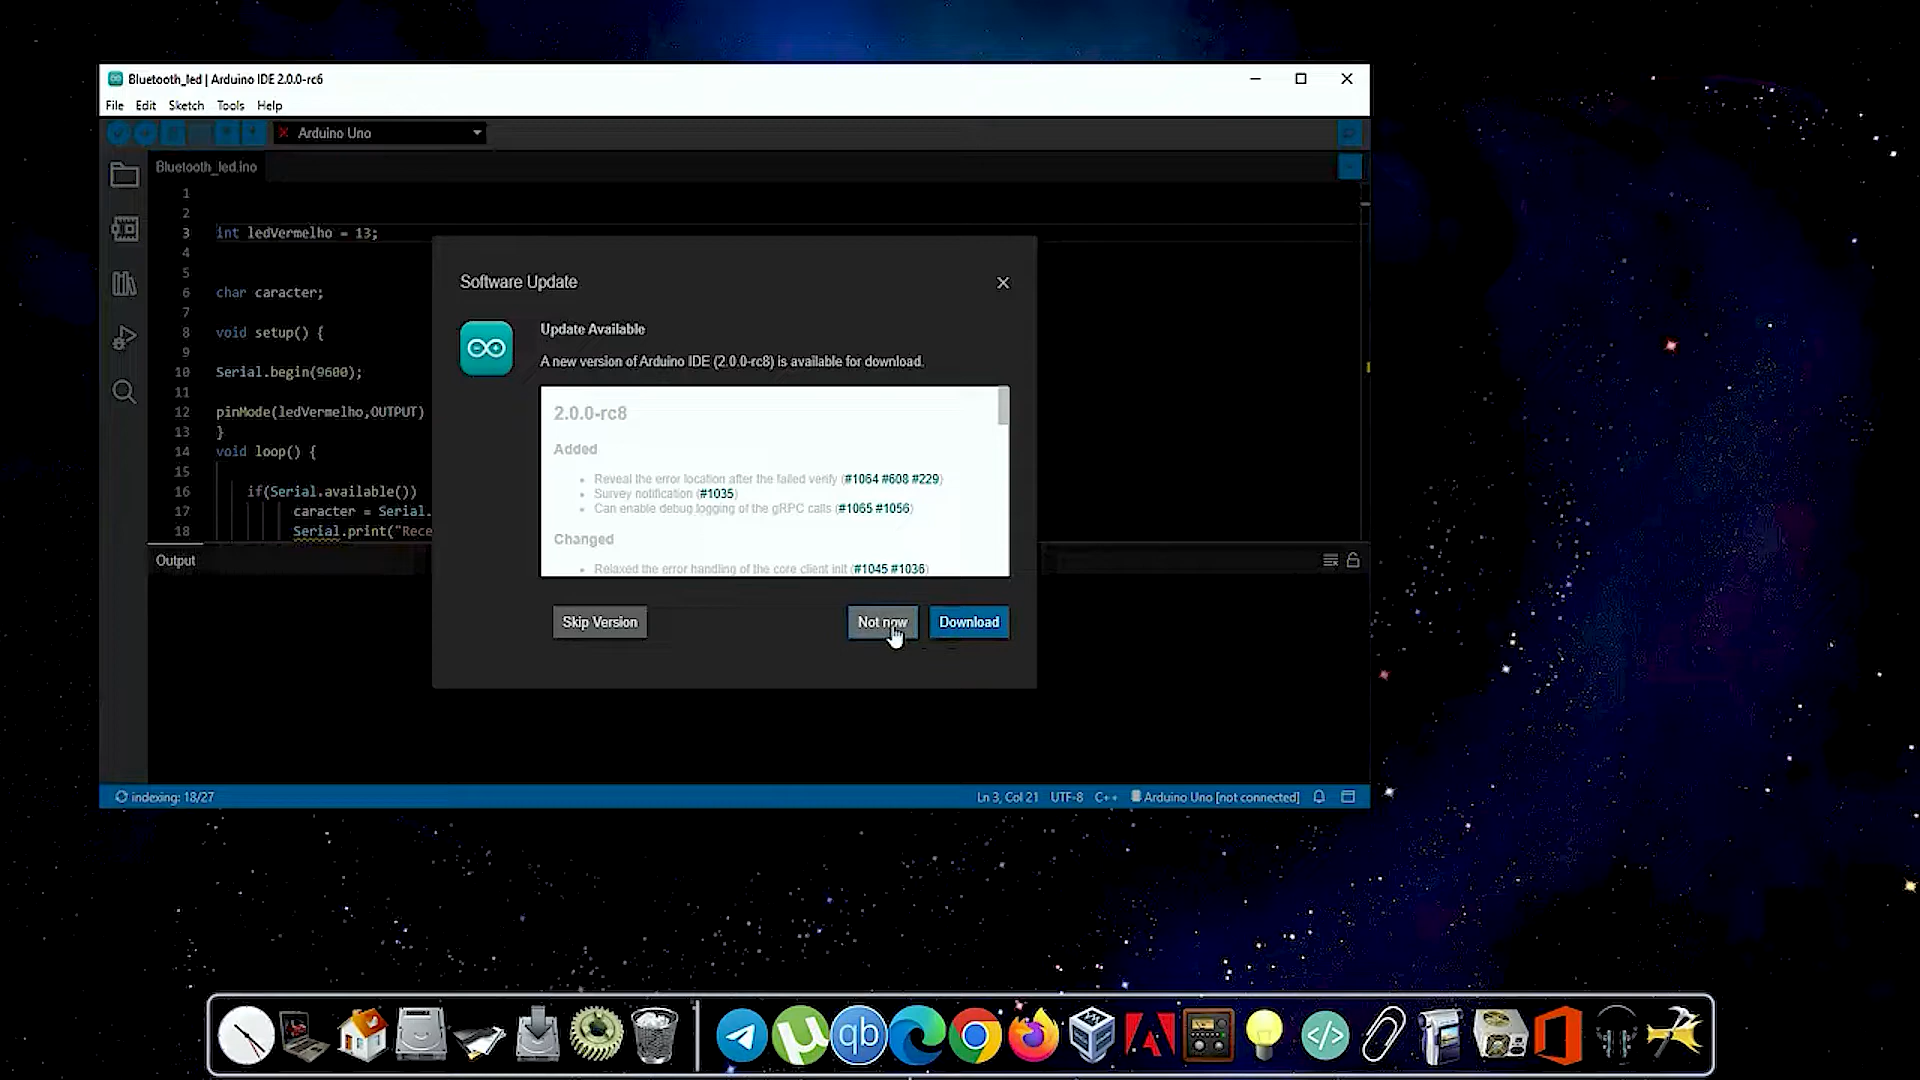 Bluetooth_led | Arduino IDE 2.0.0-rc6
File Edit Sketch Tools Help
Arduino Uno
Bluetooth_led.ino
1
2
3 int ledVermelho = 13;
4
5
6 char caracter;
7
8 void setup() {
9
10 Serial.begin(9600);
11
12 pinMode(ledVermelho,OUTPUT)
13 }
14 void loop() {
15
16 if(Serial.available())
17 caracter = Serial.
18 Serial.print("Rece
Software Update
Update Available
A new version of Arduino IDE (2.0.0-rc8) is available for download.
2.0.0-rc8
Added
Reveal the error location after the failed verify (#1064 #608 #229)
Survey notification (#1035)
Can enable debug logging of the gRPC calls (#1065 #1056)
Changed
Relaxed the error handling of the core client init (#1045 #1036)
Skip Version Not now Download
Output
indexing: 18/27 Ln 3, Col 21 UTF-8 C++ Arduino Uno [not connected]
qb